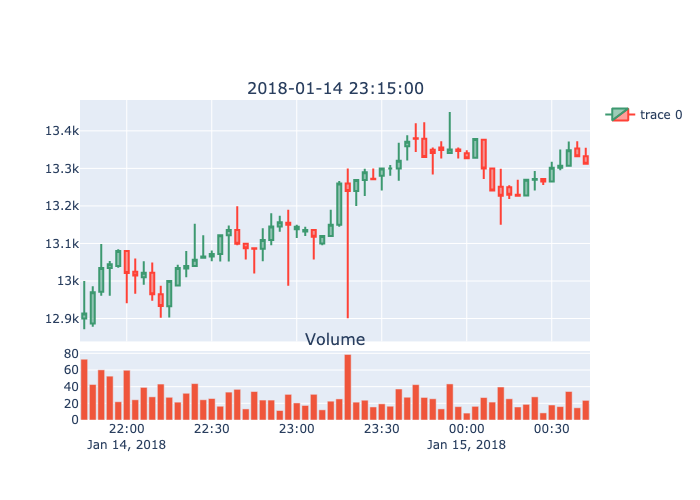 2018-01-14 23:15:00
trace 0
13.4k
13.3k
13.2k
13.1k
13k
12.9k
Volume
80
60
40
20
0
22:00 22:30 23:00 23:30 00:00 00:30
Jan 14, 2018 Jan 15, 2018